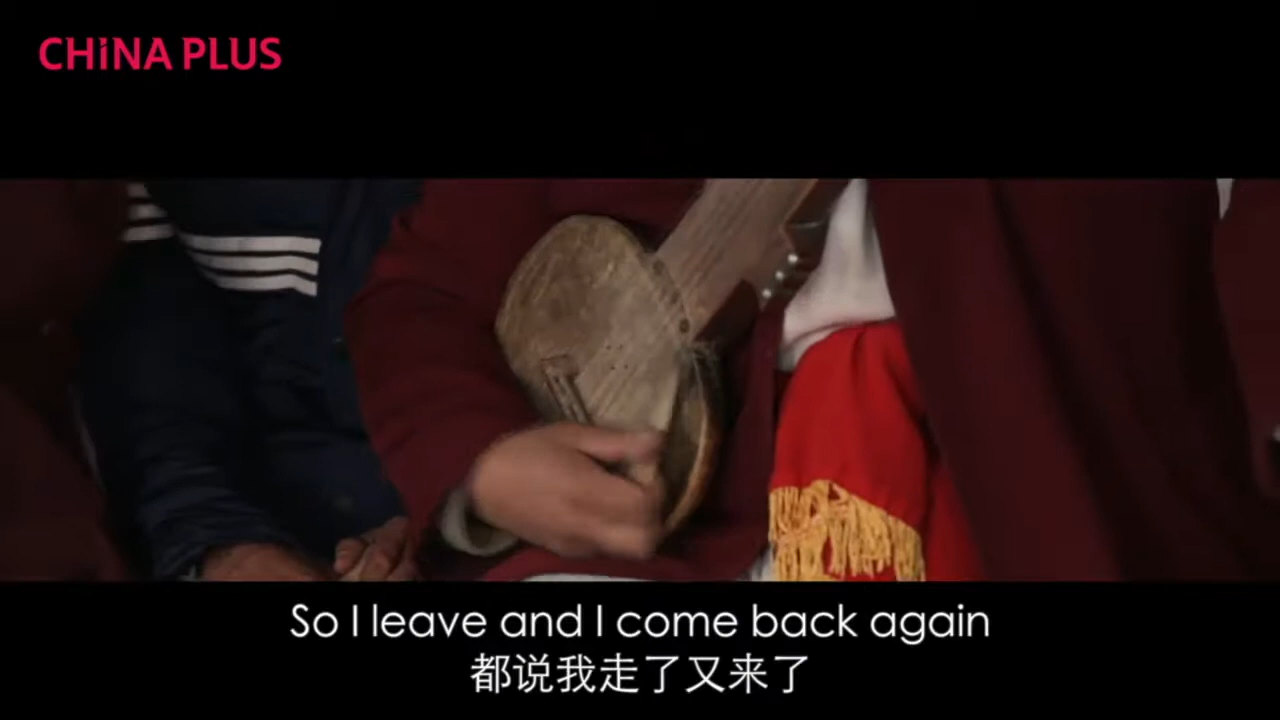 CHiNA PLUS
So I leave and I come back again
都说我走了又来了